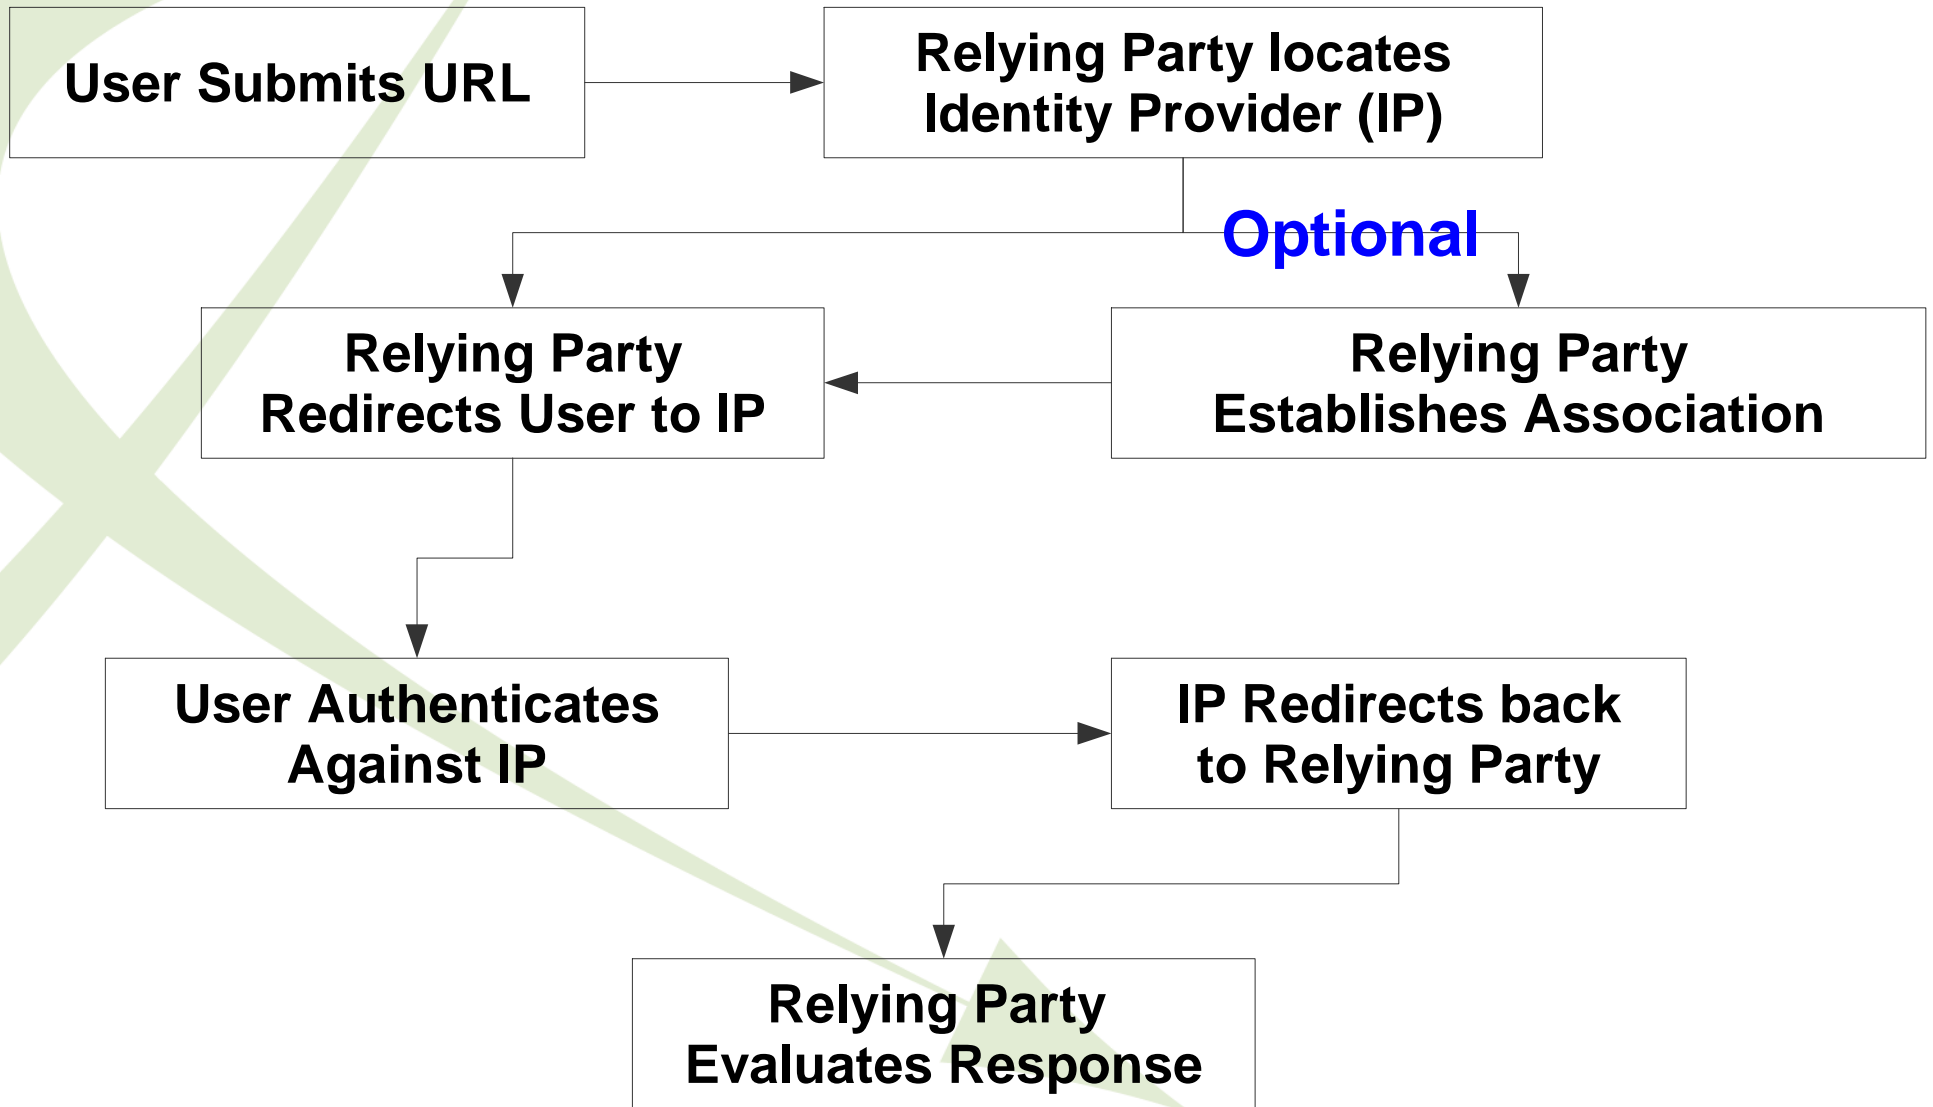 User Submits URL
Relying Party locates
Identity Provider (IP)
Optional
Relying Party
Redirects User to IP
Relying Party
Establishes Association
User Authenticates
Against IP
IP Redirects back
to Relying Party
Relying Party
Evaluates Response